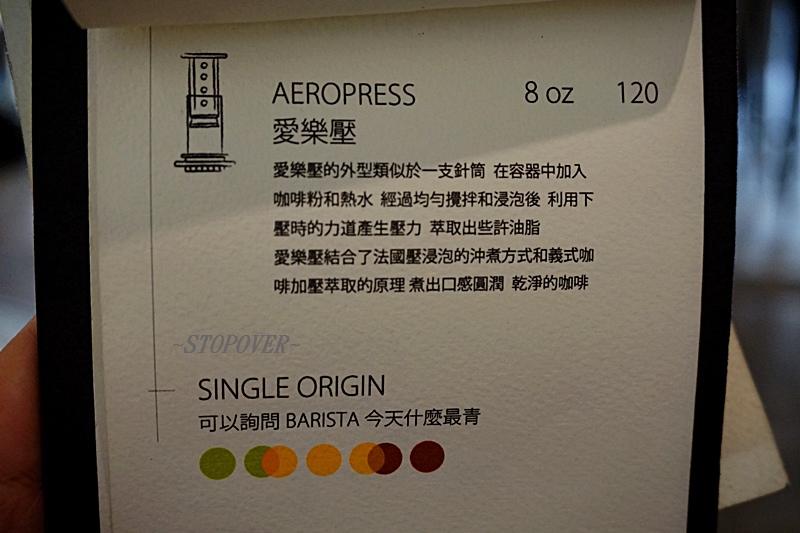 AEROPRESS 8 oz 120
愛樂壓
愛樂壓的外型類似於一支針筒 在容器中加入
咖啡粉和熱水 經過均勻攪拌和浸泡後 利用下
壓時的力道產生壓力 萃取出些許油脂
愛樂壓結合了法國壓浸泡的沖煮方式和義式咖
啡加壓萃取的原理 煮出口感圓潤 乾淨的咖啡
~STOPOVER~
SINGLE ORIGIN
可以詢問 BARISTA 今天什麼最青